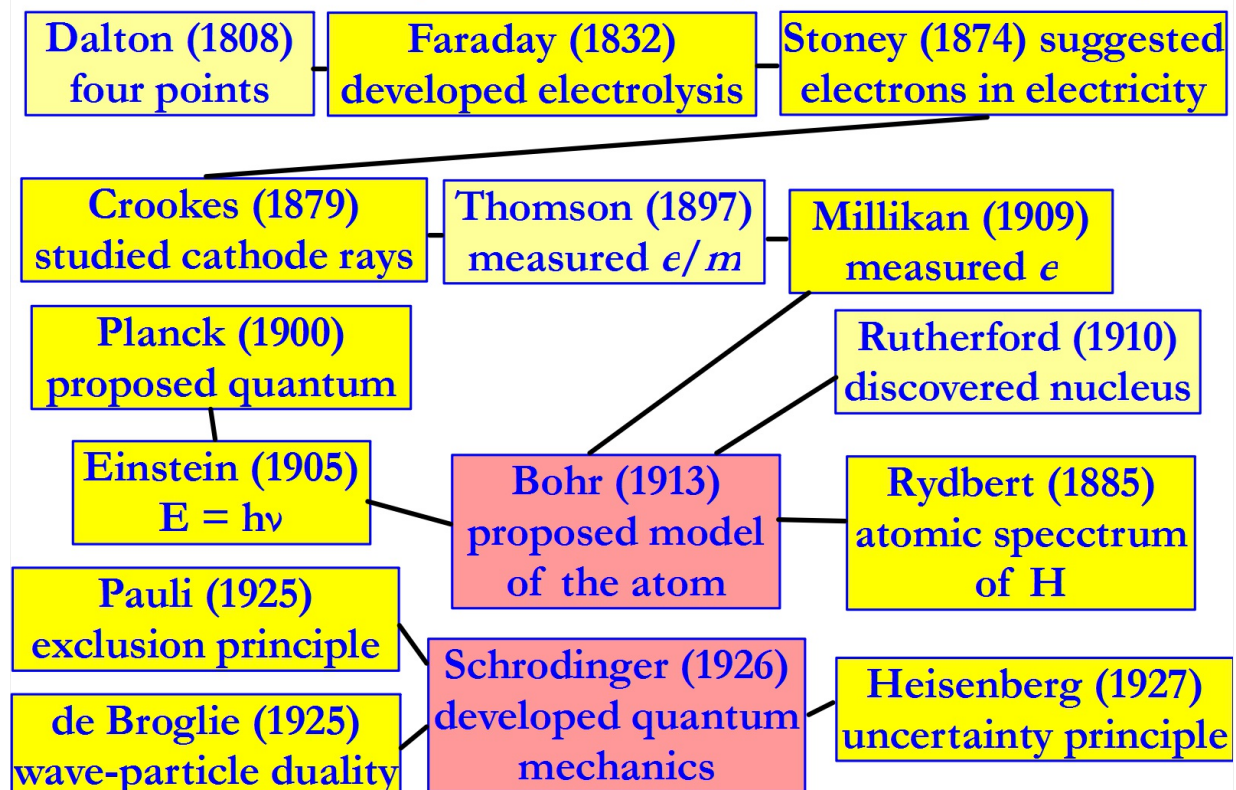 Dalton (1808)
four points
Faraday (1832)
developed electrolysis
Stoney (1874) suggested
electrons in electricity
Crookes (1879)
studied cathode rays
Thomson (1897)
measured e/m
Millikan (1909)
measured e
Planck (1900)
proposed quantum
Rutherford (1910)
discovered nucleus
Einstein (1905)
E = hν
Bohr (1913)
proposed model
of the atom
Rydbert (1885)
atomic specctrum
of H
Pauli (1925)
exclusion principle
Schrodinger (1926)
developed quantum
mechanics
Heisenberg (1927)
uncertainty principle
de Broglie (1925)
wave-particle duality